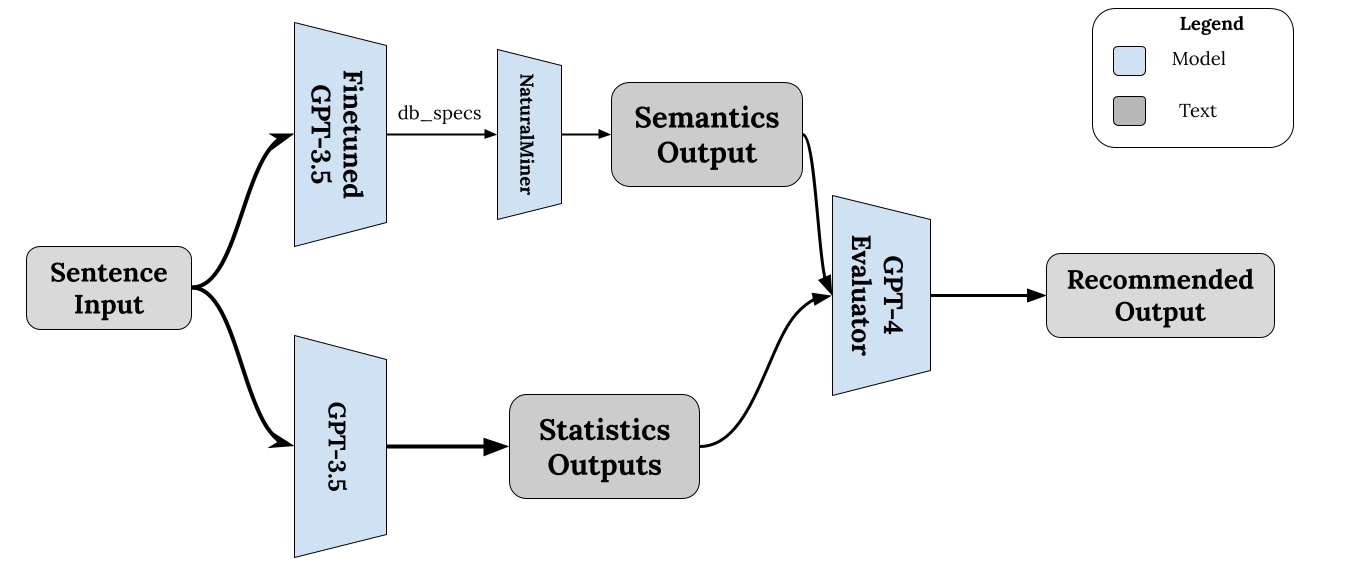 Legend
Model
Text
Finetuned
GPT-3.5
db_specs
NaturalMiner
Semantics
Output
Sentence
Input
GPT-4
Evaluator
Recommended
Output
GPT-3.5
Statistics
Outputs